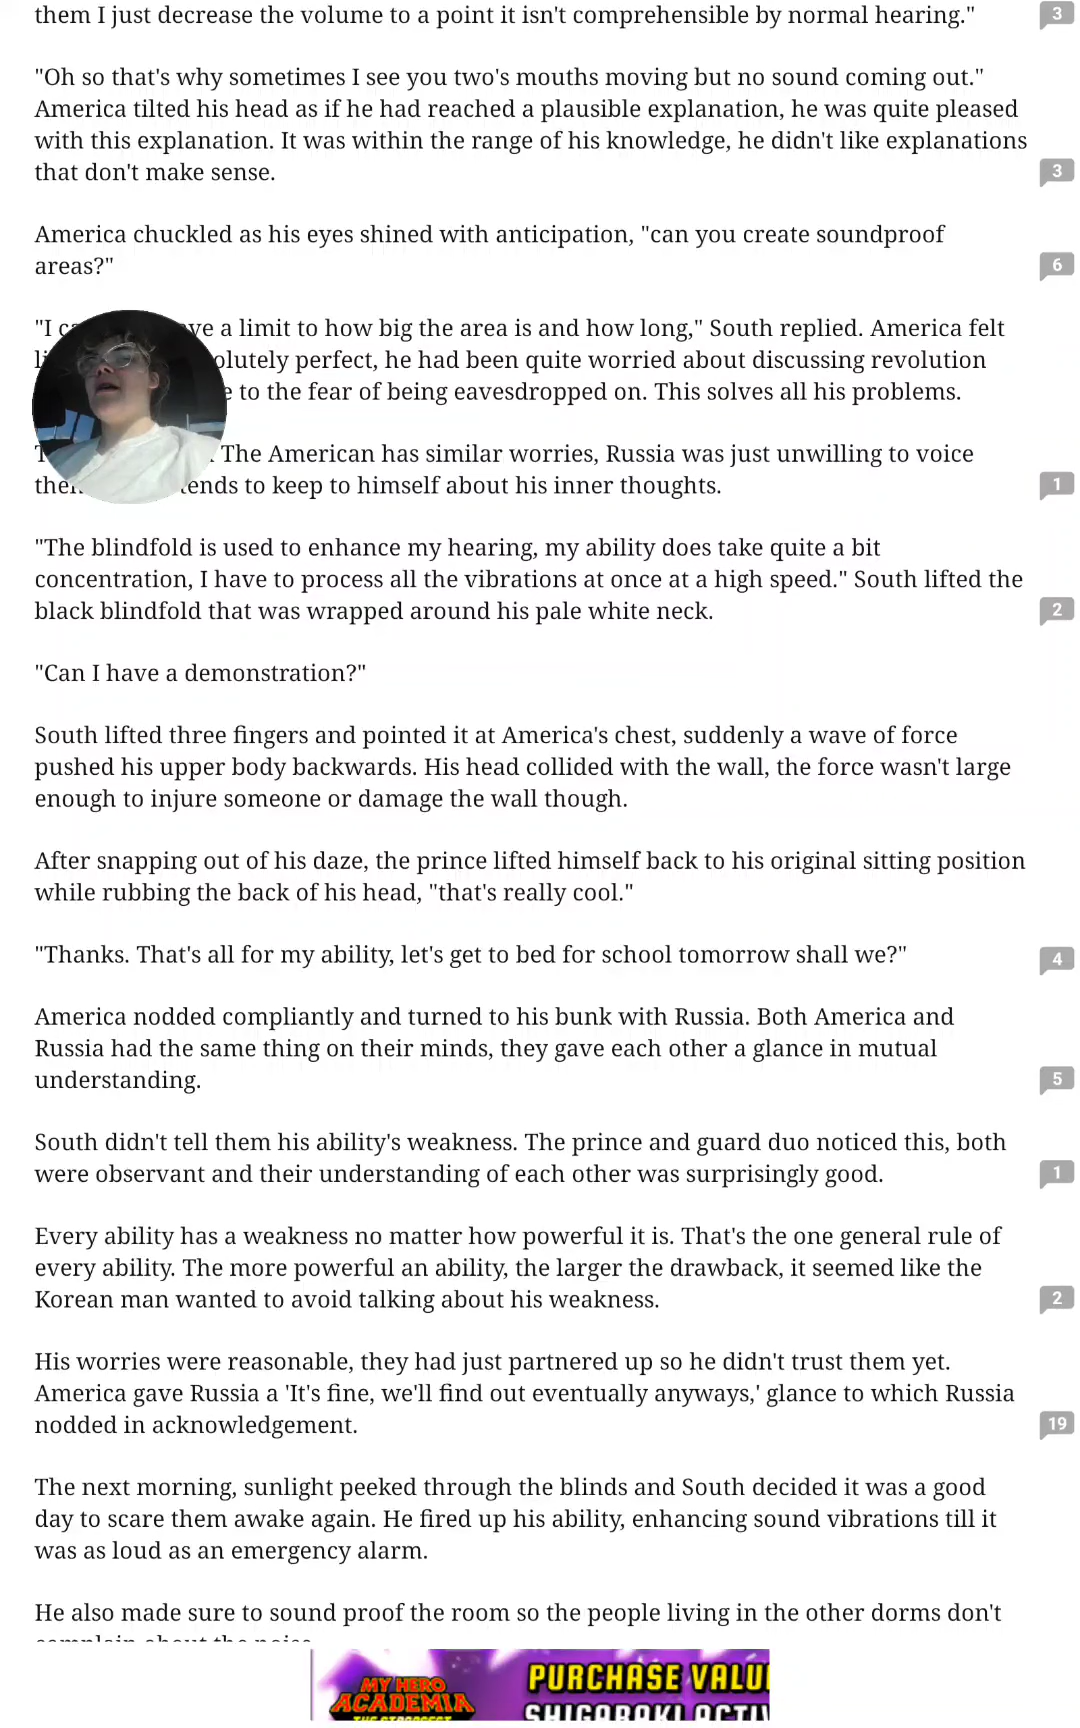 them I just decrease the volume to a point it isn't comprehensible by normal hearing."
3
"Oh so that's why sometimes I see you two's mouths moving but no sound coming out."
America tilted his head as if he had reached a plausible explanation, he was quite pleased
with this explanation. It was within the range of his knowledge, he didn't like explanations
that don't make sense.
3
America chuckled as his eyes shined with anticipation, "can you create soundproof
areas?"
6
"I a limit to how big the area is and how long," South replied. America felt
perfect, he had been quite worried about discussing revolution
to the fear of being eavesdropped on. This solves all his problems.
The American has similar worries, Russia was just unwilling to voice
to keep to himself about his inner thoughts.
1
"The blindfold is used to enhance my hearing, my ability does take quite a bit
concentration, I have to process all the vibrations at once at a high speed." South lifted the
black blindfold that was wrapped around his pale white neck.
2
"Can I have a demonstration?"
South lifted three fingers and pointed it at America's chest, suddenly a wave of force
pushed his upper body backwards. His head collided with the wall, the force wasn't large
enough to injure someone or damage the wall though.
After snapping out of his daze, the prince lifted himself back to his original sitting position
while rubbing the back of his head, "that's really cool."
"Thanks. That's all for my ability, let's get to bed for school tomorrow shall we?"
4
America nodded compliantly and turned to his bunk with Russia. Both America and
Russia had the same thing on their minds, they gave each other a glance in mutual
understanding.
5
South didn't tell them his ability's weakness. The prince and guard duo noticed this, both
were observant and their understanding of each other was surprisingly good.
1
Every ability has a weakness no matter how powerful it is. That's the one general rule of
every ability. The more powerful an ability, the larger the drawback, it seemed like the
Korean man wanted to avoid talking about his weakness.
2
His worries were reasonable, they had just partnered up so he didn't trust them yet.
America gave Russia a 'It's fine, we'll find out eventually anyways,' glance to which Russia
nodded in acknowledgement.
19
The next morning, sunlight peeked through the blinds and South decided it was a good
day to scare them awake again. He fired up his ability, enhancing sound vibrations till it
was as loud as an emergency alarm.
He also made sure to sound proof the room so the people living in the other dorms don't
MY HERO
ACADEMIA
PURCHASE